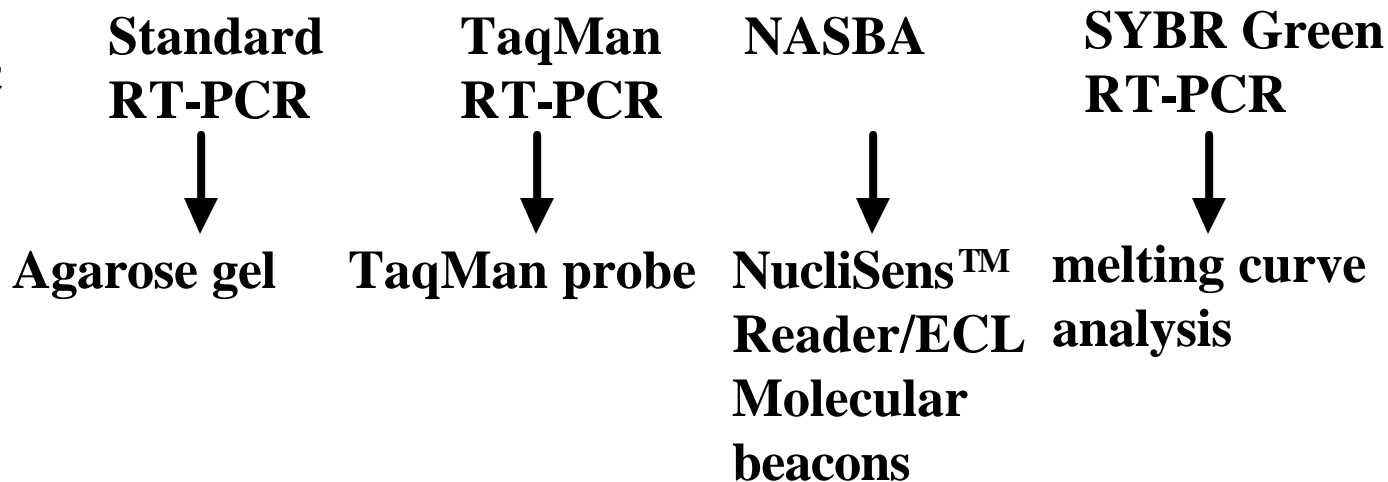 Standard RT-PCR
TaqMan RT-PCR
NASBA
SYBR Green RT-PCR
Agarose gel
TaqMan probe
NucliSens™
Reader/ECL
Molecular
beacons
melting curve
analysis